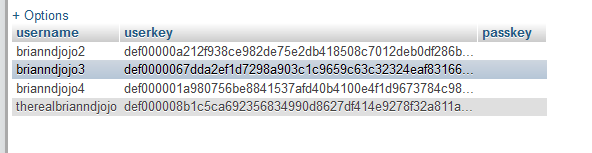 + Options
username userkey passkey
brianndjojo2 def00000a212f938ce982de75e2db418508c7012deb0df286b...
brianndjojo3 def0000067dda2ef1d7298a903c1c9659c63c32324eaf83166...
brianndjojo4 def000001a980756be8841537afd40b4100e4f1d9673784c98...
therealbrianndjojo def000008b1c5ca692356834990d8627df414e9278f32a811a...